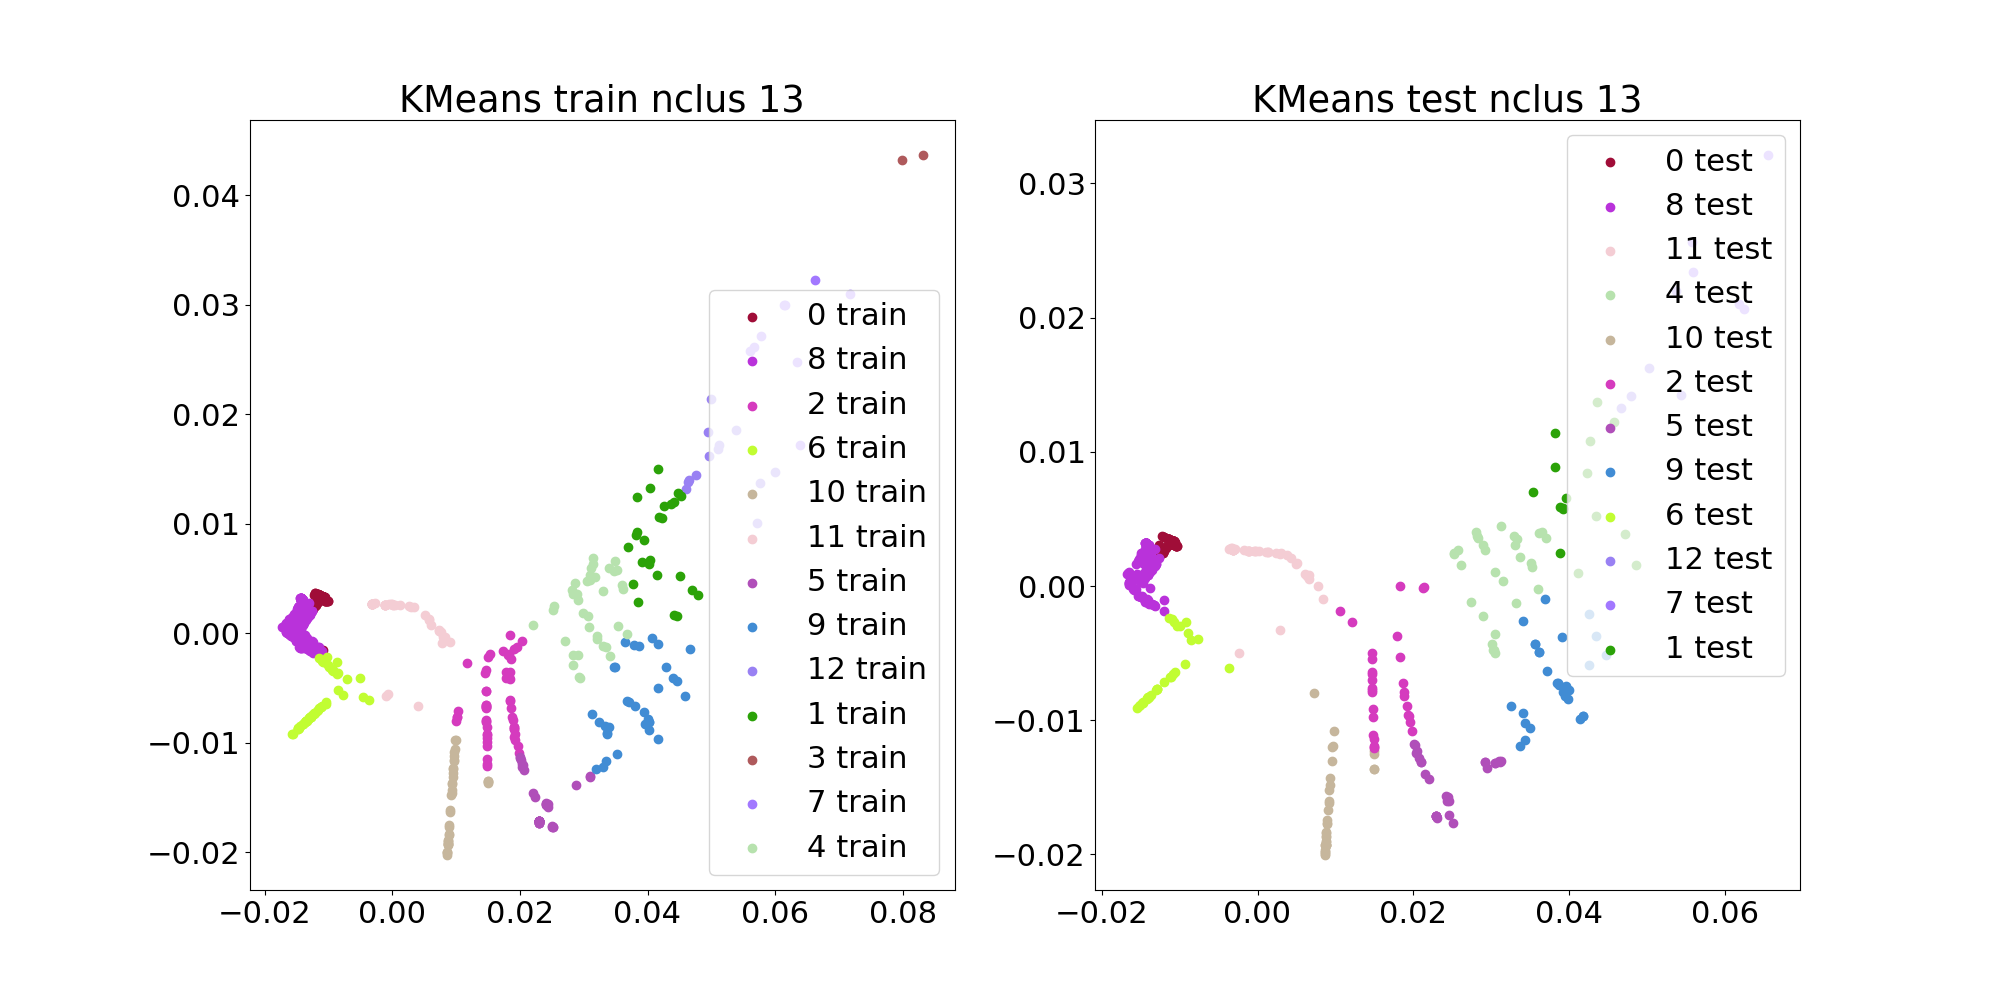 KMeans train nclus 13
0.04
0.03
0.02
0.01
0.00
−0.01
−0.02
−0.02 0.00 0.02 0.04 0.06 0.08
0 train
8 train
2 train
6 train
10 train
11 train
5 train
9 train
12 train
1 train
3 train
7 train
4 train
KMeans test nclus 13
0.03
0.02
0.01
0.00
−0.01
−0.02
−0.02 0.00 0.02 0.04 0.06
0 test
8 test
11 test
4 test
10 test
2 test
5 test
9 test
6 test
12 test
7 test
1 test